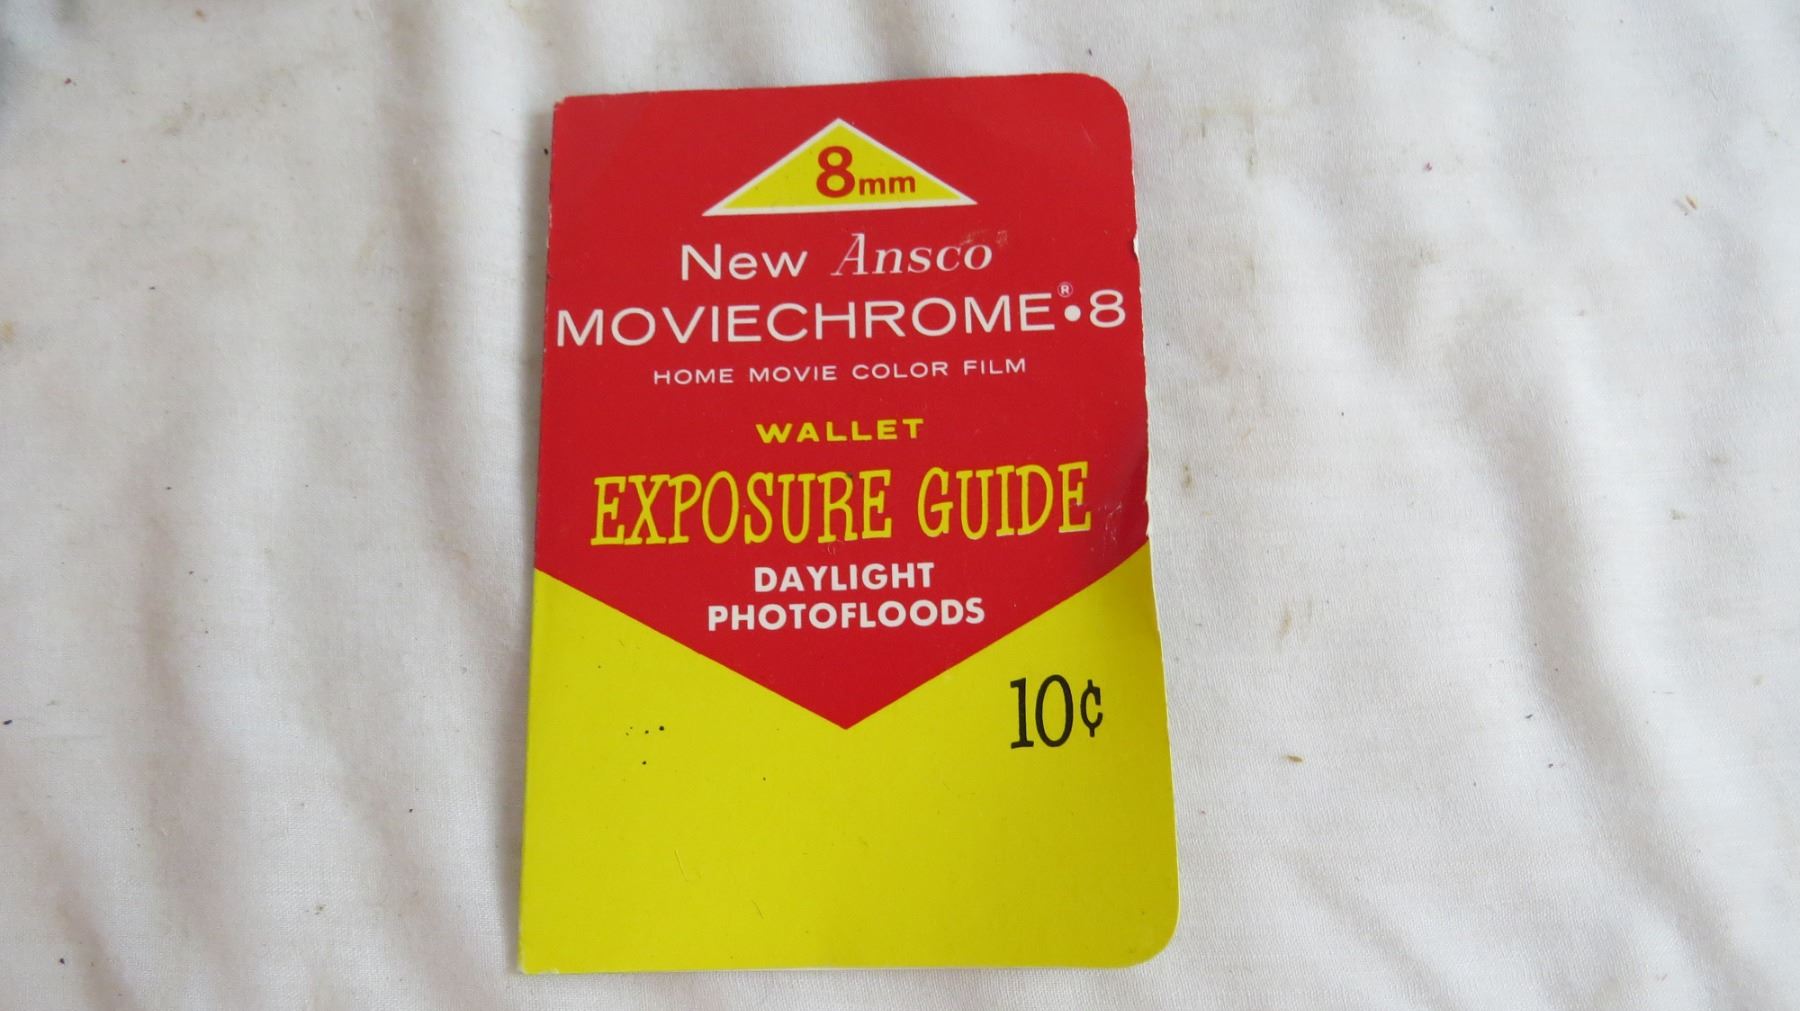 8mm
New Ansco
MOVIECHROME®•8
HOME MOVIE COLOR FILM
WALLET
EXPOSURE GUIDE
DAYLIGHT
PHOTOFLOODS
10¢